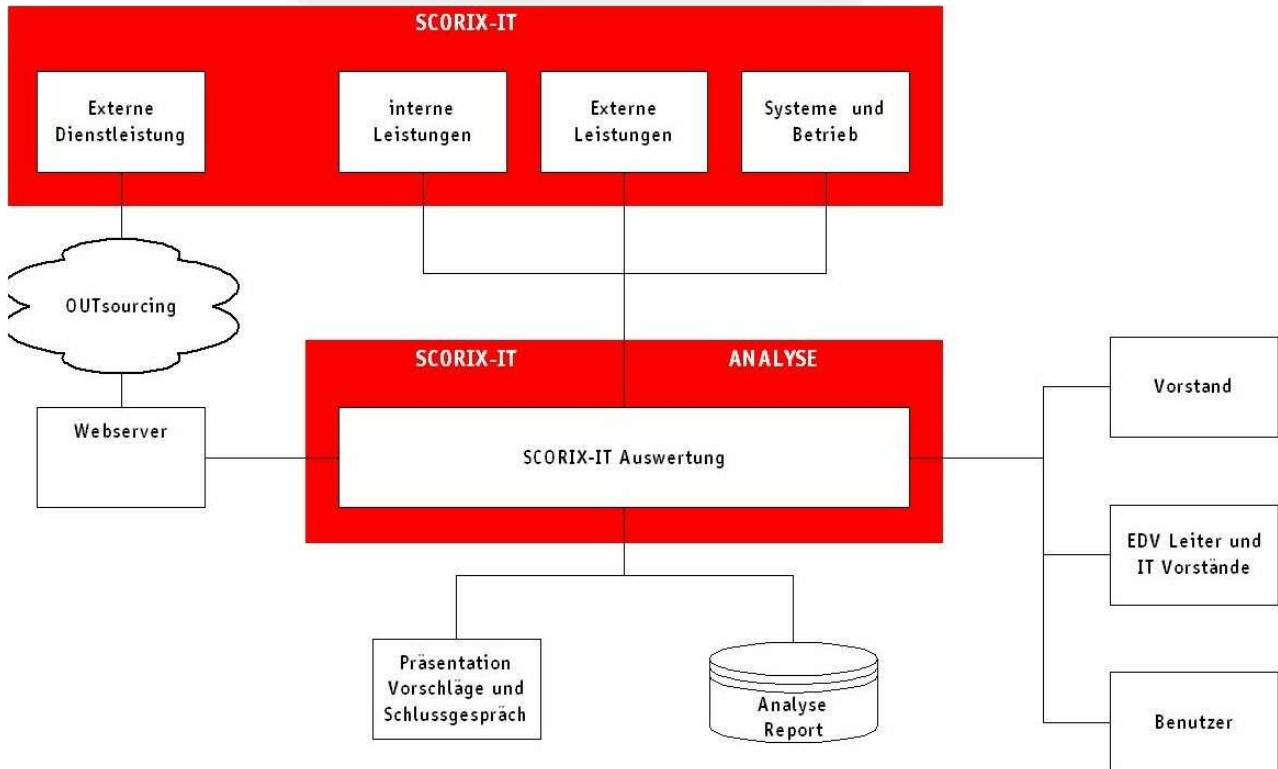 SCORIX-IT
Externe
Dienstleistung
interne
Leistungen
Externe
Leistungen
Systeme und
Betrieb
OUTsourcing
SCORIX-IT
ANALYSE
Webserver
SCORIX-IT Auswertung
Vorstand
EDV Leiter und
IT Vorstände
Benutzer
Präsentation
Vorschläge und
Schlussgespräch
Analyse
Report